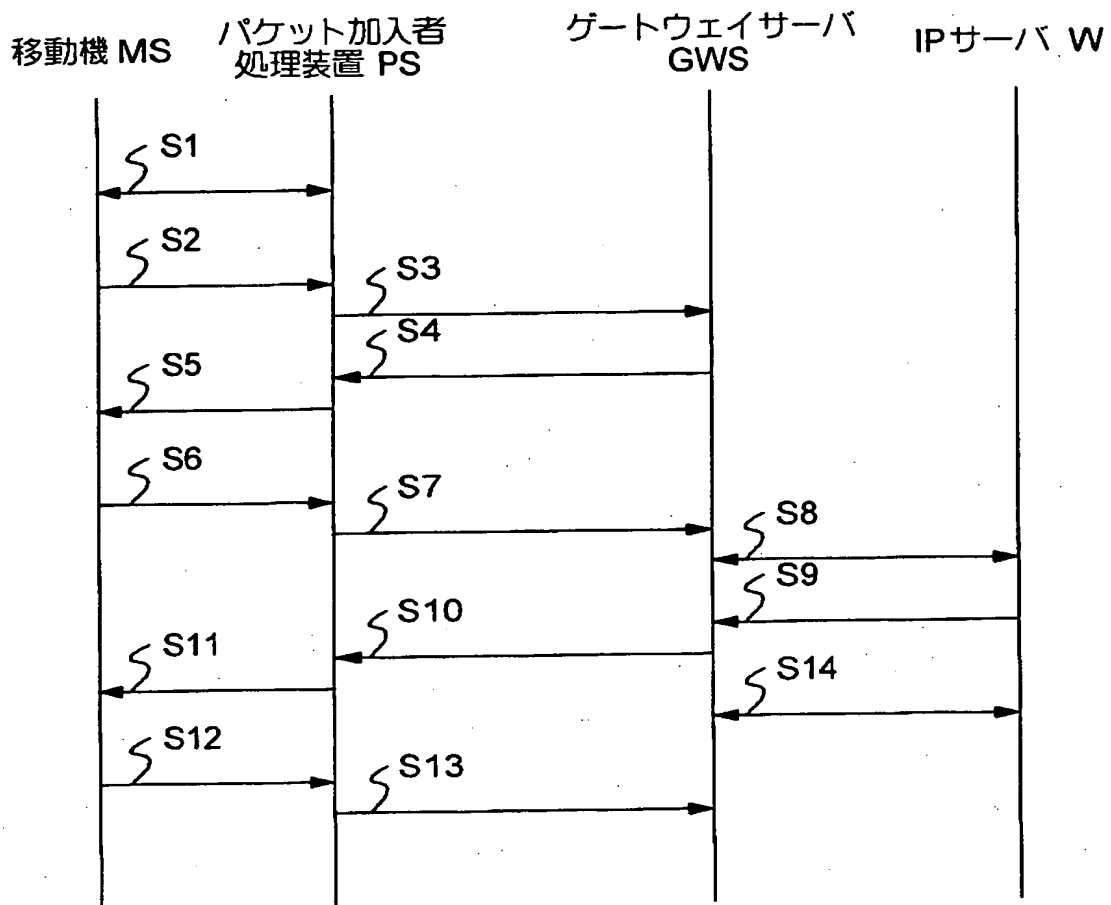 移動機 MS
パケット加入者
処理装置 PS
ゲートウェイサーバ
GWS
IPサーバ W
S1
S2
S3
S4
S5
S6
S7
S8
S9
S10
S11
S14
S12
S13